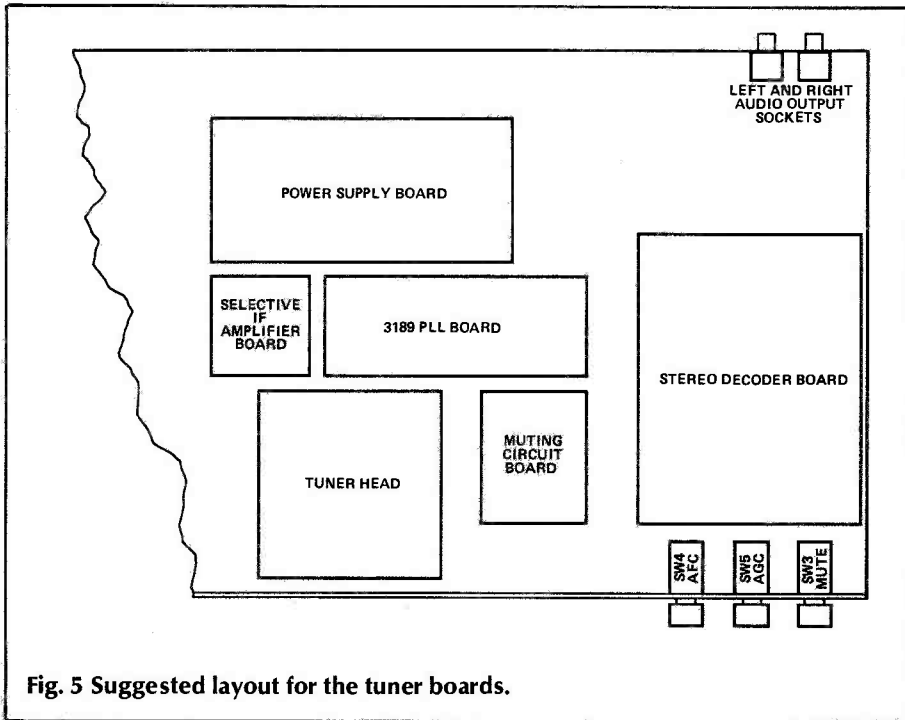 LEFT AND RIGHT
AUDIO OUTPUT
SOCKETS
POWER SUPPLY BOARD
SELECTIVE
IF
AMPLIFIER
BOARD
3189 PLL BOARD
STEREO DECODER BOARD
TUNER HEAD
MUTING
CIRCUIT
BOARD
SW4
AFC
SW5
AGC
SW3
MUTE
Fig. 5 Suggested layout for the tuner boards.